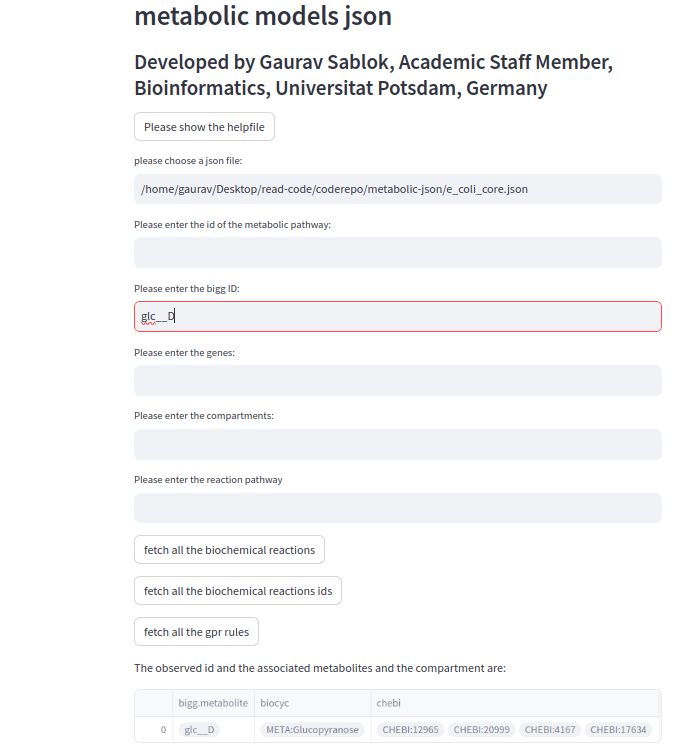 metabolic models json
Developed by Gaurav Sablok, Academic Staff Member,
Bioinformatics, Universitat Potsdam, Germany
Please show the helpfile
please choose a json file:
/home/gaurav/Desktop/read-code/coderepo/metabolic-json/e_coli_core.json
Please enter the id of the metabolic pathway:
Please enter the bigg ID:
glc__D
Please enter the genes:
Please enter the compartments:
Please enter the reaction pathway
fetch all the biochemical reactions
fetch all the biochemical reactions ids
fetch all the gpr rules
The observed id and the associated metabolites and the compartment are:
bigg.metabolite biocyc chebi
0 glc__D META:Glucopyranose CHEBI:12965 CHEBI:20999 CHEBI:4167 CHEBI:17634